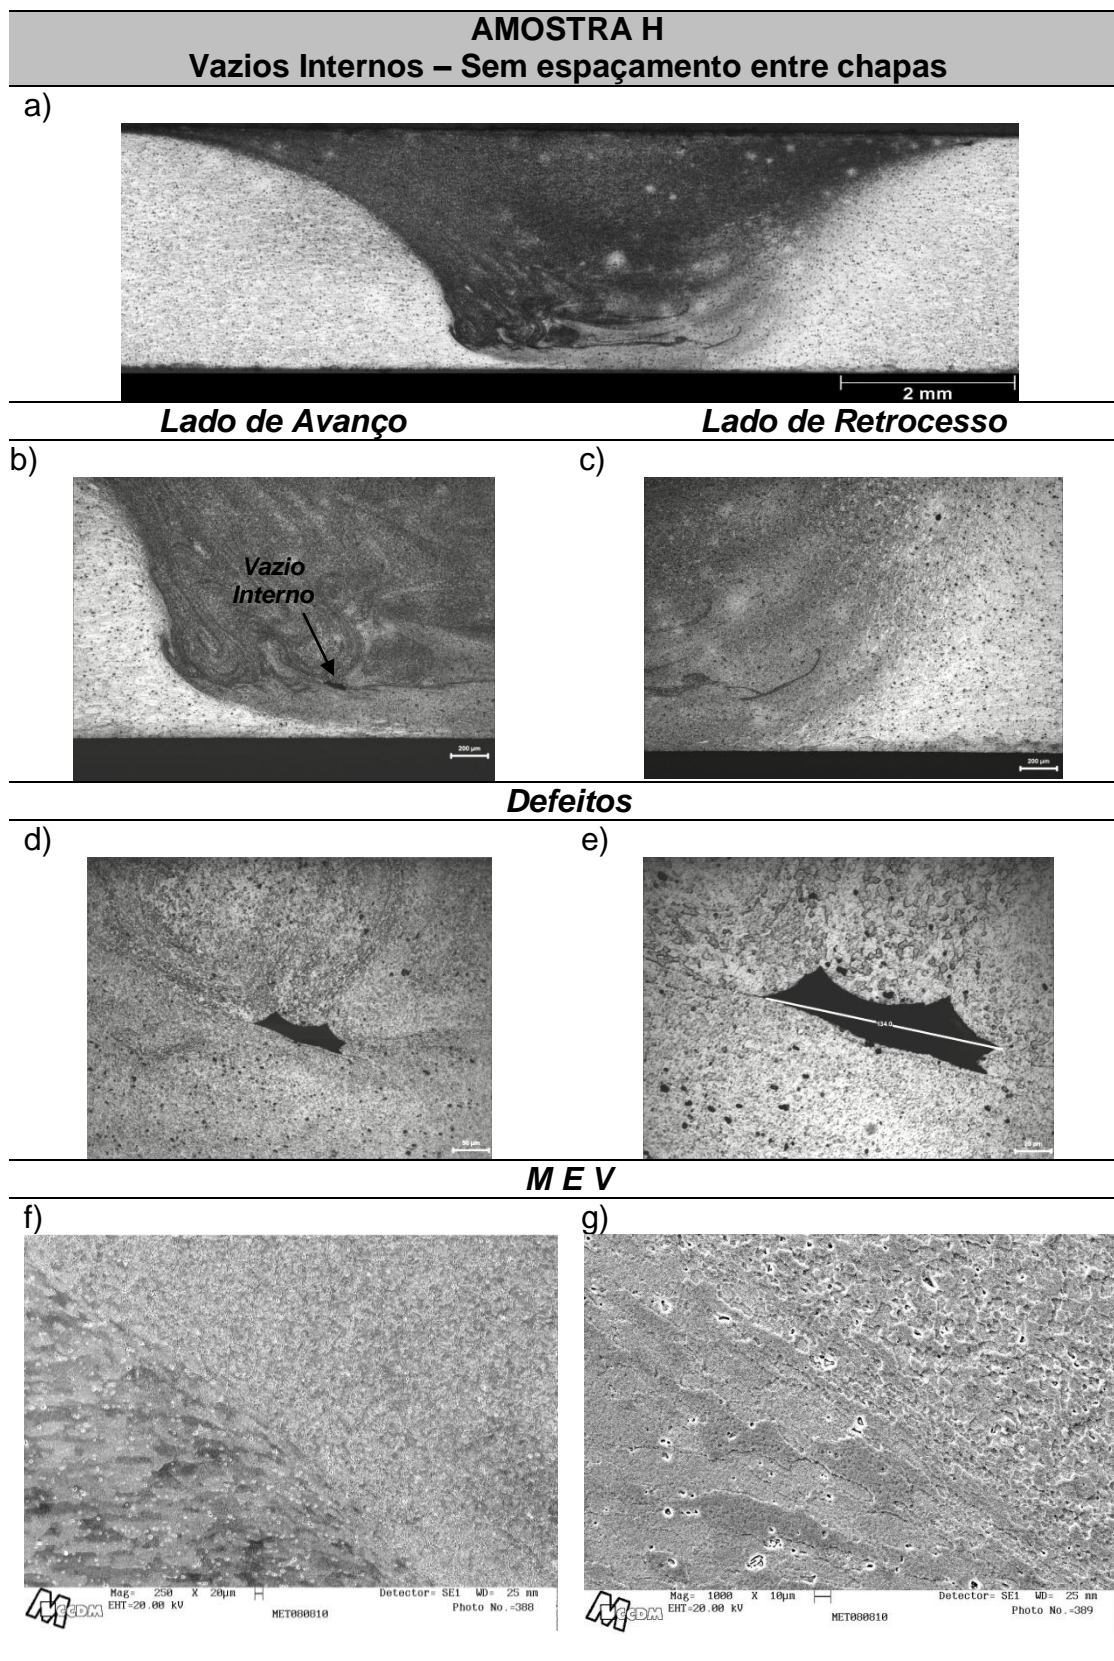 AMOSTRA H
Vazios Internos – Sem espaçamento entre chapas
a)
2 mm
Lado de Avanço
Lado de Retrocesso
b)
c)
Vazio
Interno
200 µm
200 µm
Defeitos
d)
e)
134.0
50 µm
M E V
f)
g)
Mag= 250 X 20µm
Detector= SE1 WD= 25 mm
CCDM
EHT=20.00 kV
Photo No.=388
MET080810
Mag= 1000 X 10µm
Detector= SE1 WD= 25 mm
CCDM
EHT=20.00 kV
Photo No.=389
MET080810